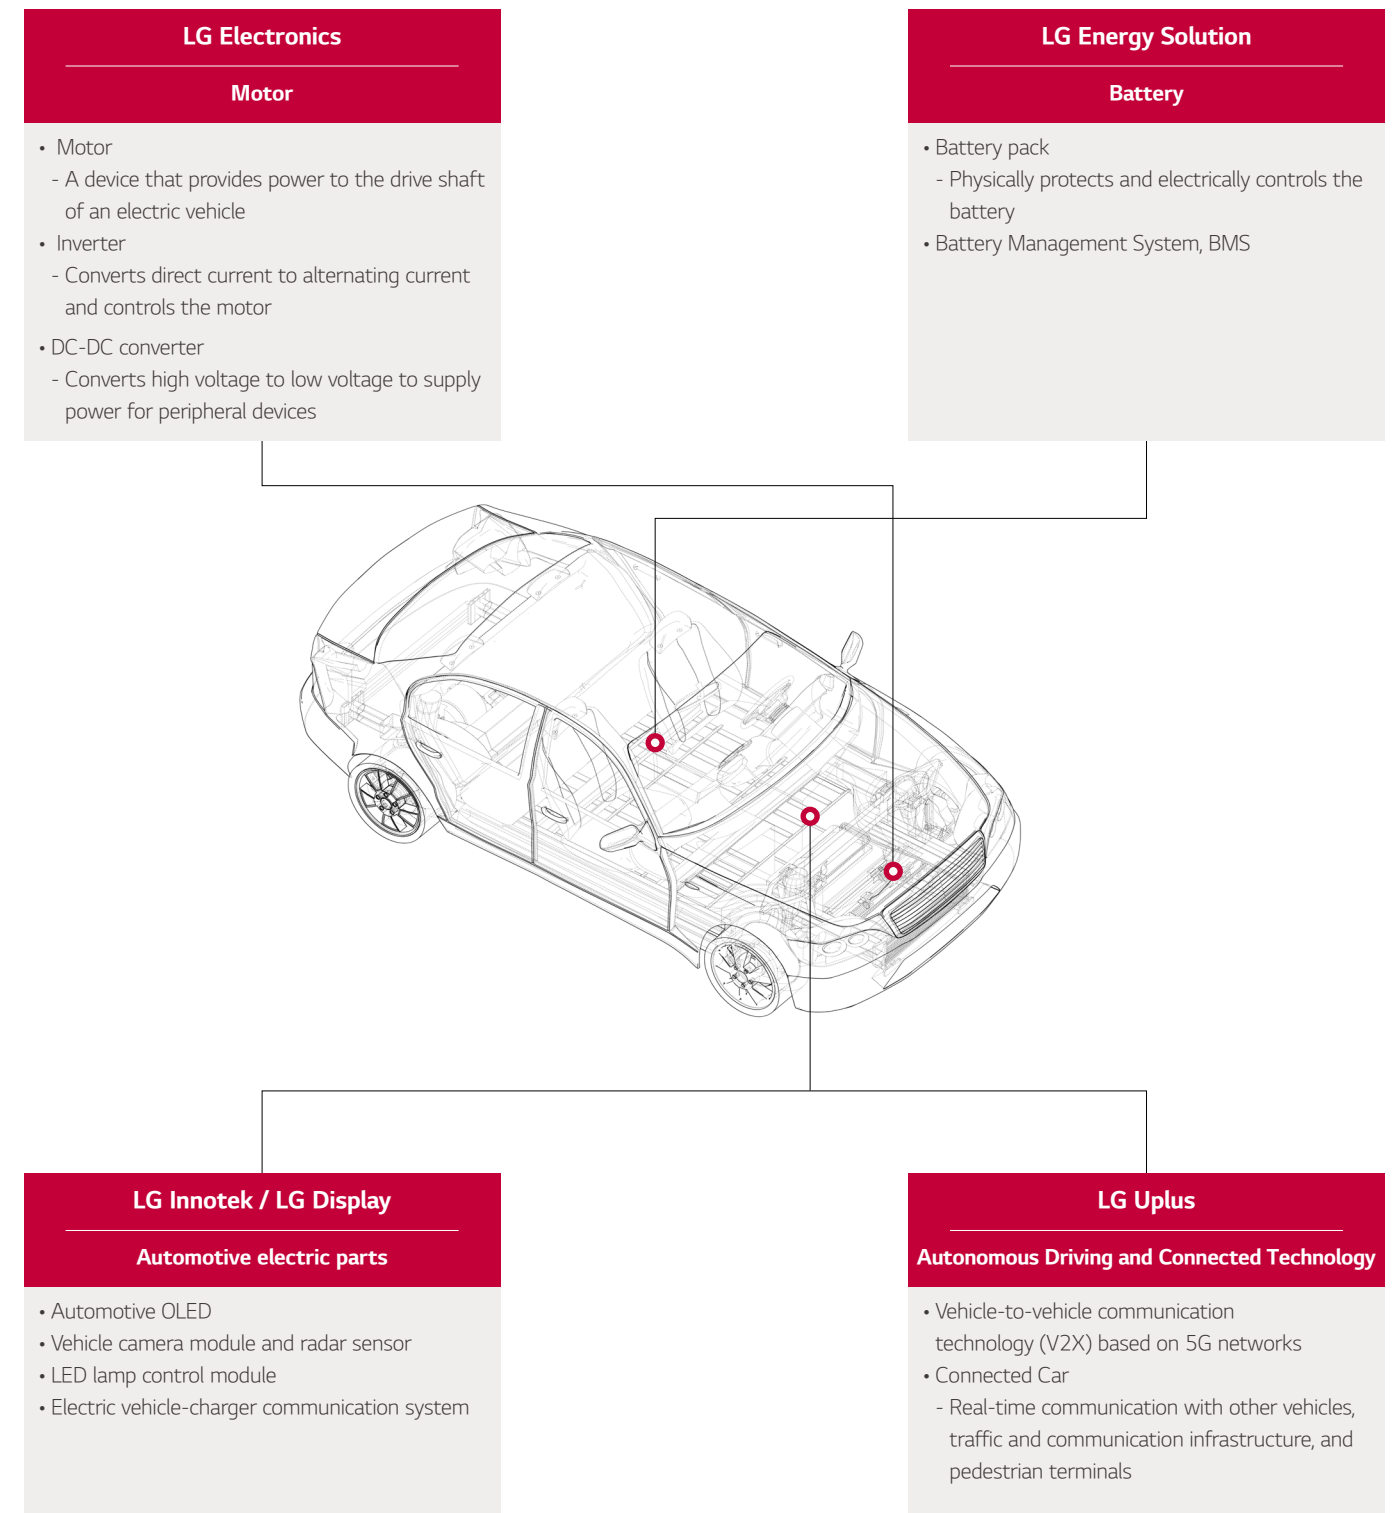 LG Electronics
Motor
• Motor
- A device that provides power to the drive shaft
of an electric vehicle
• Inverter
- Converts direct current to alternating current
and controls the motor
• DC-DC converter
- Converts high voltage to low voltage to supply
power for peripheral devices
LG Energy Solution
Battery
• Battery pack
- Physically protects and electrically controls the
battery
• Battery Management System, BMS
LG Innotek / LG Display
Automotive electric parts
• Automotive OLED
• Vehicle camera module and radar sensor
• LED lamp control module
• Electric vehicle-charger communication system
LG Uplus
Autonomous Driving and Connected Technology
• Vehicle-to-vehicle communication
technology (V2X) based on 5G networks
• Connected Car
- Real-time communication with other vehicles,
traffic and communication infrastructure, and
pedestrian terminals